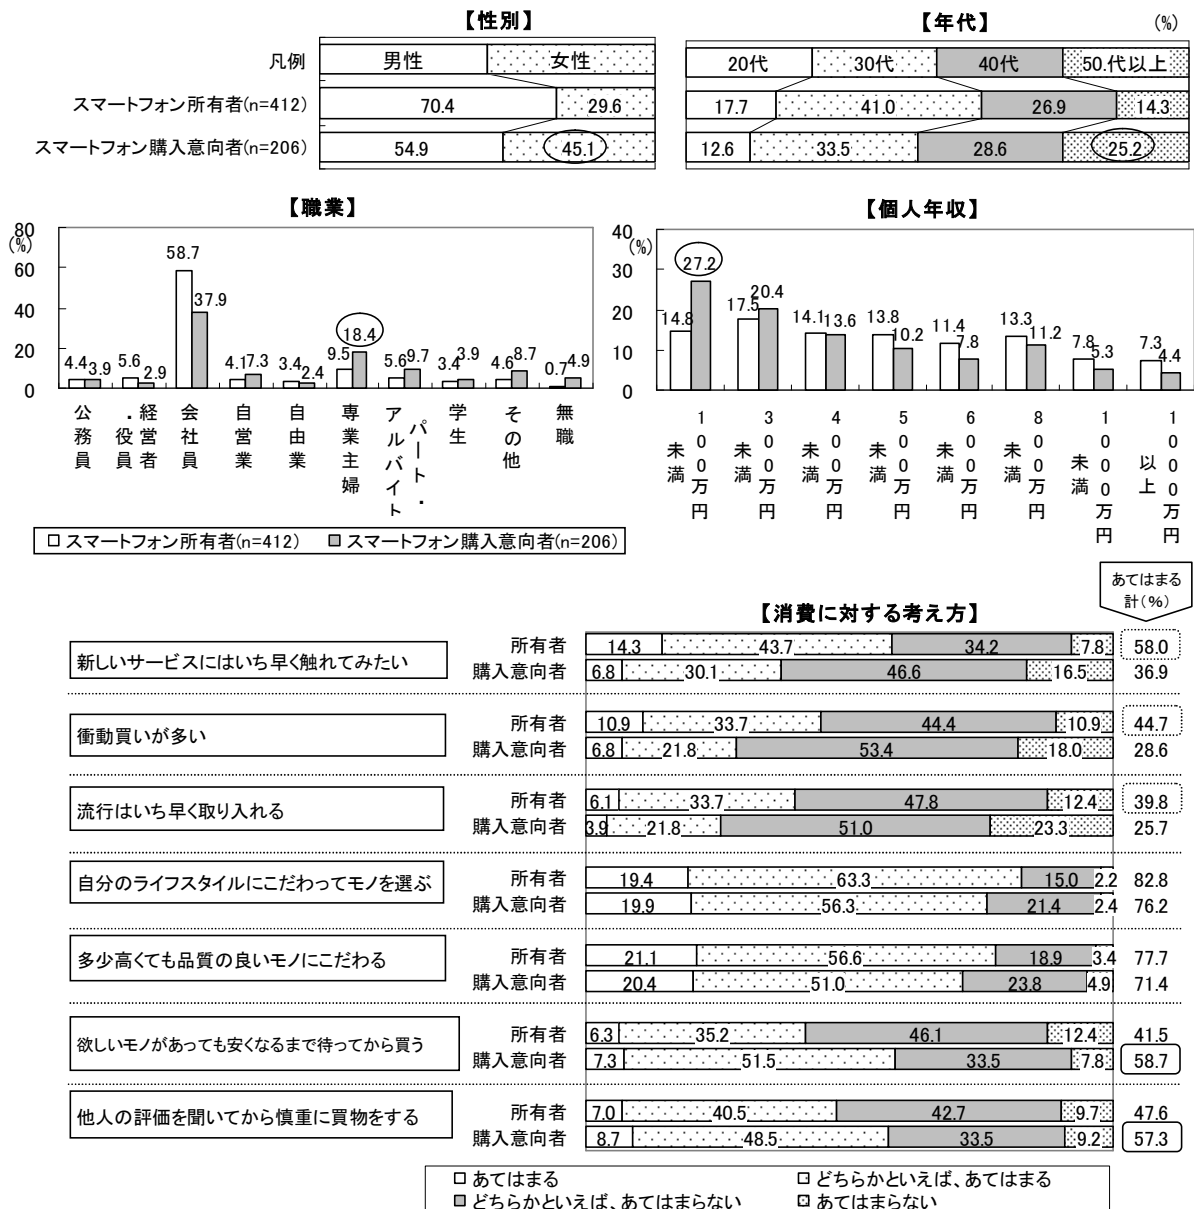 【性別】
【年代】
(%)
凡例
男性
女性
20代
30代
40代
50.代以上
スマートフォン所有者(n=412)
70.4
29.6
17.7
41.0
26.9
14.3
スマートフォン購入意向者(n=206)
54.9
45.1
12.6
33.5
28.6
25.2
【職業】
80
(%)
60
40
20
0
4.4
3.9
5.6
2.9
58.7
37.9
4.1
7.3
3.4
2.4
9.5
18.4
5.6
9.7
3.4
3.9
4.6
8.7
0.7
4.9
公務員
経営者
・役員
会社員
自営業
自由業
専業主婦
パート・
アルバイト
学生
その他
無職
□ スマートフォン所有者(n=412) ■ スマートフォン購入意向者(n=206)
【個人年収】
40
(%)
30
20
10
0
14.8
27.2
17.5
20.4
14.1
13.6
13.8
10.2
11.4
7.8
13.3
11.2
7.8
5.3
7.3
4.4
100万円
未満
300万円
未満
400万円
未満
500万円
未満
600万円
未満
800万円
未満
1000万円
未満
1000万円
以上
あてはまる
計(%)
【消費に対する考え方】
新しいサービスにはいち早く触れてみたい
所有者 14.3 43.7 34.2 7.8 58.0
購入意向者 6.8 30.1 46.6 16.5 36.9
衝動買いが多い
所有者 10.9 33.7 44.4 10.9 44.7
購入意向者 6.8 21.8 53.4 18.0 28.6
流行はいち早く取り入れる
所有者 6.1 33.7 47.8 12.4 39.8
購入意向者 3.9 21.8 51.0 23.3 25.7
自分のライフスタイルにこだわってモノを選ぶ
所有者 19.4 63.3 15.0 2.2 82.8
購入意向者 19.9 56.3 21.4 2.4 76.2
多少高くても品質の良いモノにこだわる
所有者 21.1 56.6 18.9 3.4 77.7
購入意向者 20.4 51.0 23.8 4.9 71.4
欲しいモノがあっても安くなるまで待ってから買う
所有者 6.3 35.2 46.1 12.4 41.5
購入意向者 7.3 51.5 33.5 7.8 58.7
他人の評価を聞いてから慎重に買物をする
所有者 7.0 40.5 42.7 9.7 47.6
購入意向者 8.7 48.5 33.5 9.2 57.3
□ あてはまる
どちらかといえば、あてはまる
■ どちらかといえば、あてはまらない
あてはまらない